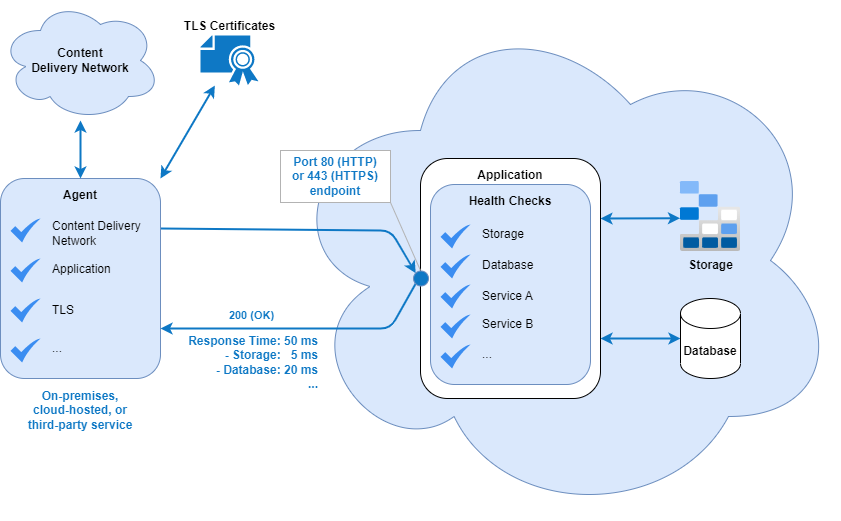 TLS Certificates
Content
Delivery Network
Port 80 (HTTP)
or 443 (HTTPS)
endpoint
Agent
Content Delivery
Network
Application
TLS
...
On-premises,
cloud-hosted, or
third-party service
200 (OK)
Response Time: 50 ms
- Storage: 5 ms
- Database: 20 ms
...
Application
Health Checks
Storage
Database
Service A
Service B
...
Storage
Database